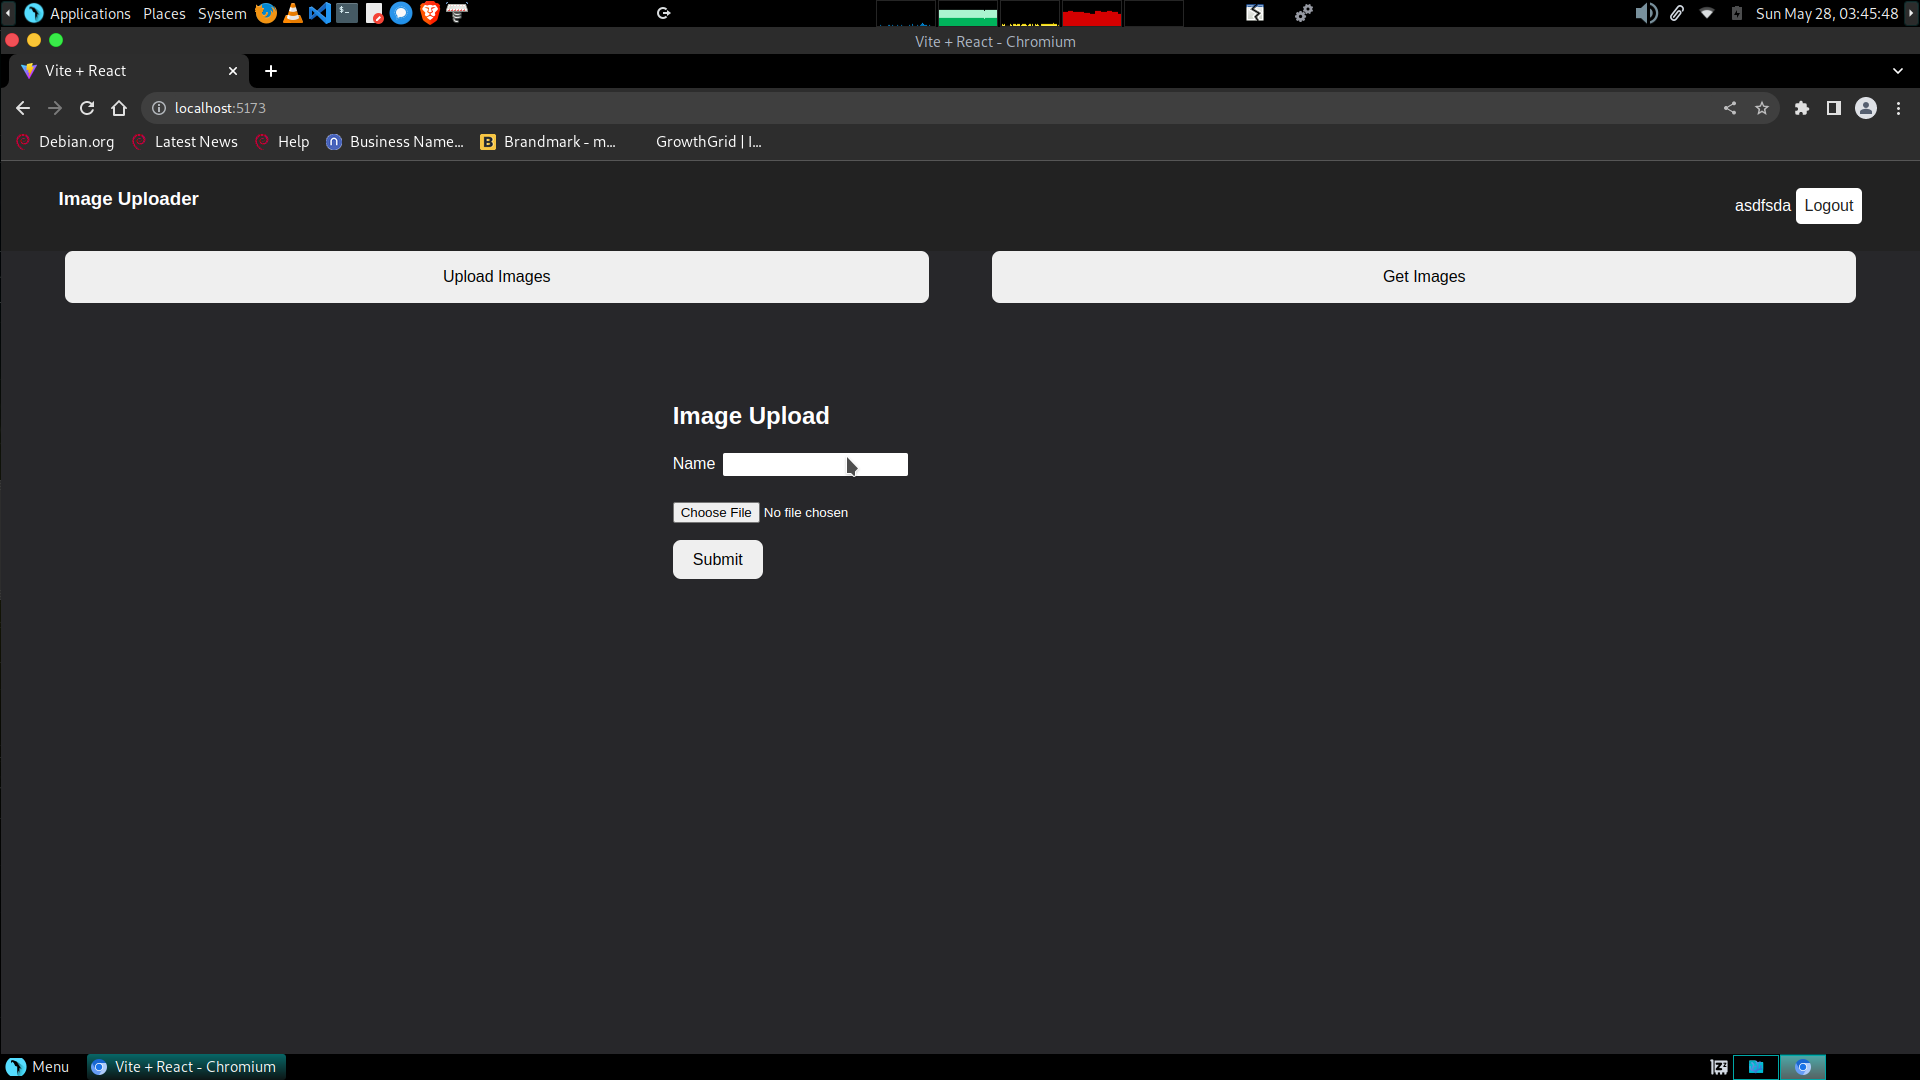 Applications Places System
Sun May 28, 03:45:48
Vite + React - Chromium
Vite + React
localhost:5173
Debian.org Latest News Help Business Name... Brandmark - m... GrowthGrid | I...
Image Uploader
asdfsda Logout
Upload Images Get Images
Image Upload
Name
Choose File No file chosen
Submit
Menu Vite + React - Chromium